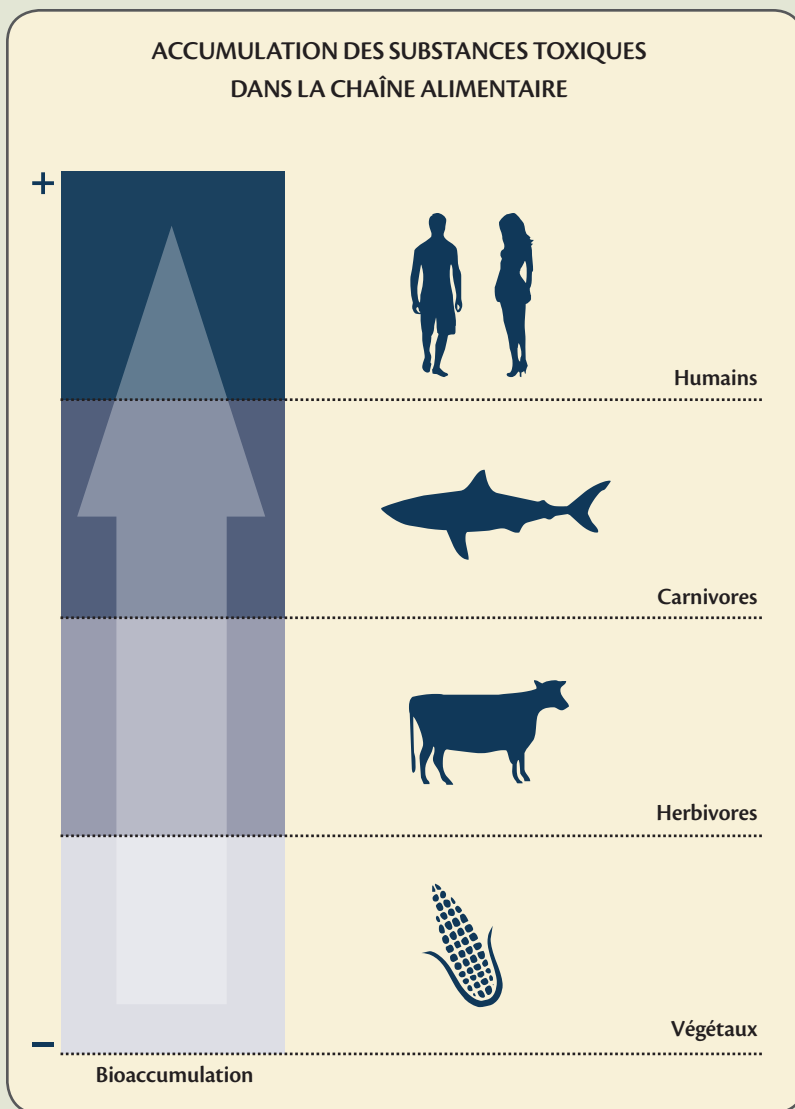 ACCUMULATION DES SUBSTANCES TOXIQUES
DANS LA CHAÎNE ALIMENTAIRE
+
Humains
Carnivores
Herbivores
Végétaux
–
Bioaccumulation